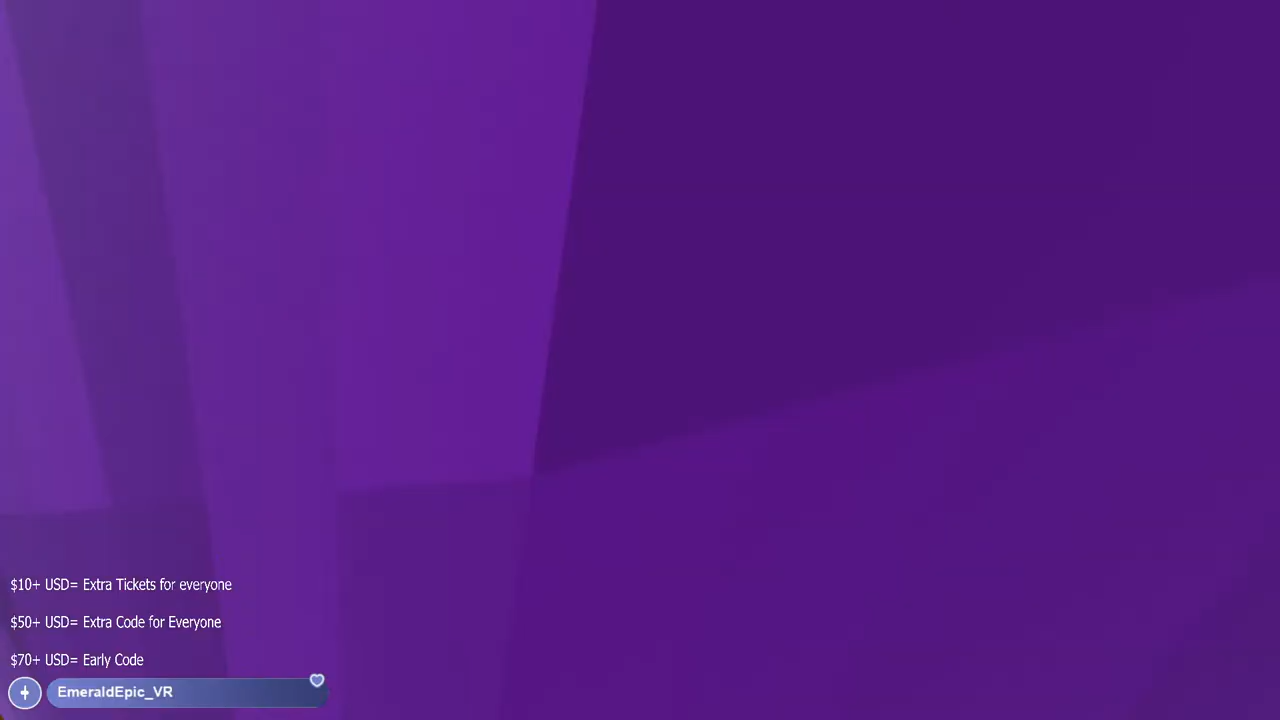 $10+ USD= Extra Tickets for everyone
$50+ USD= Extra Code for Everyone
$70+ USD= Early Code
EmeraldEpic_VR